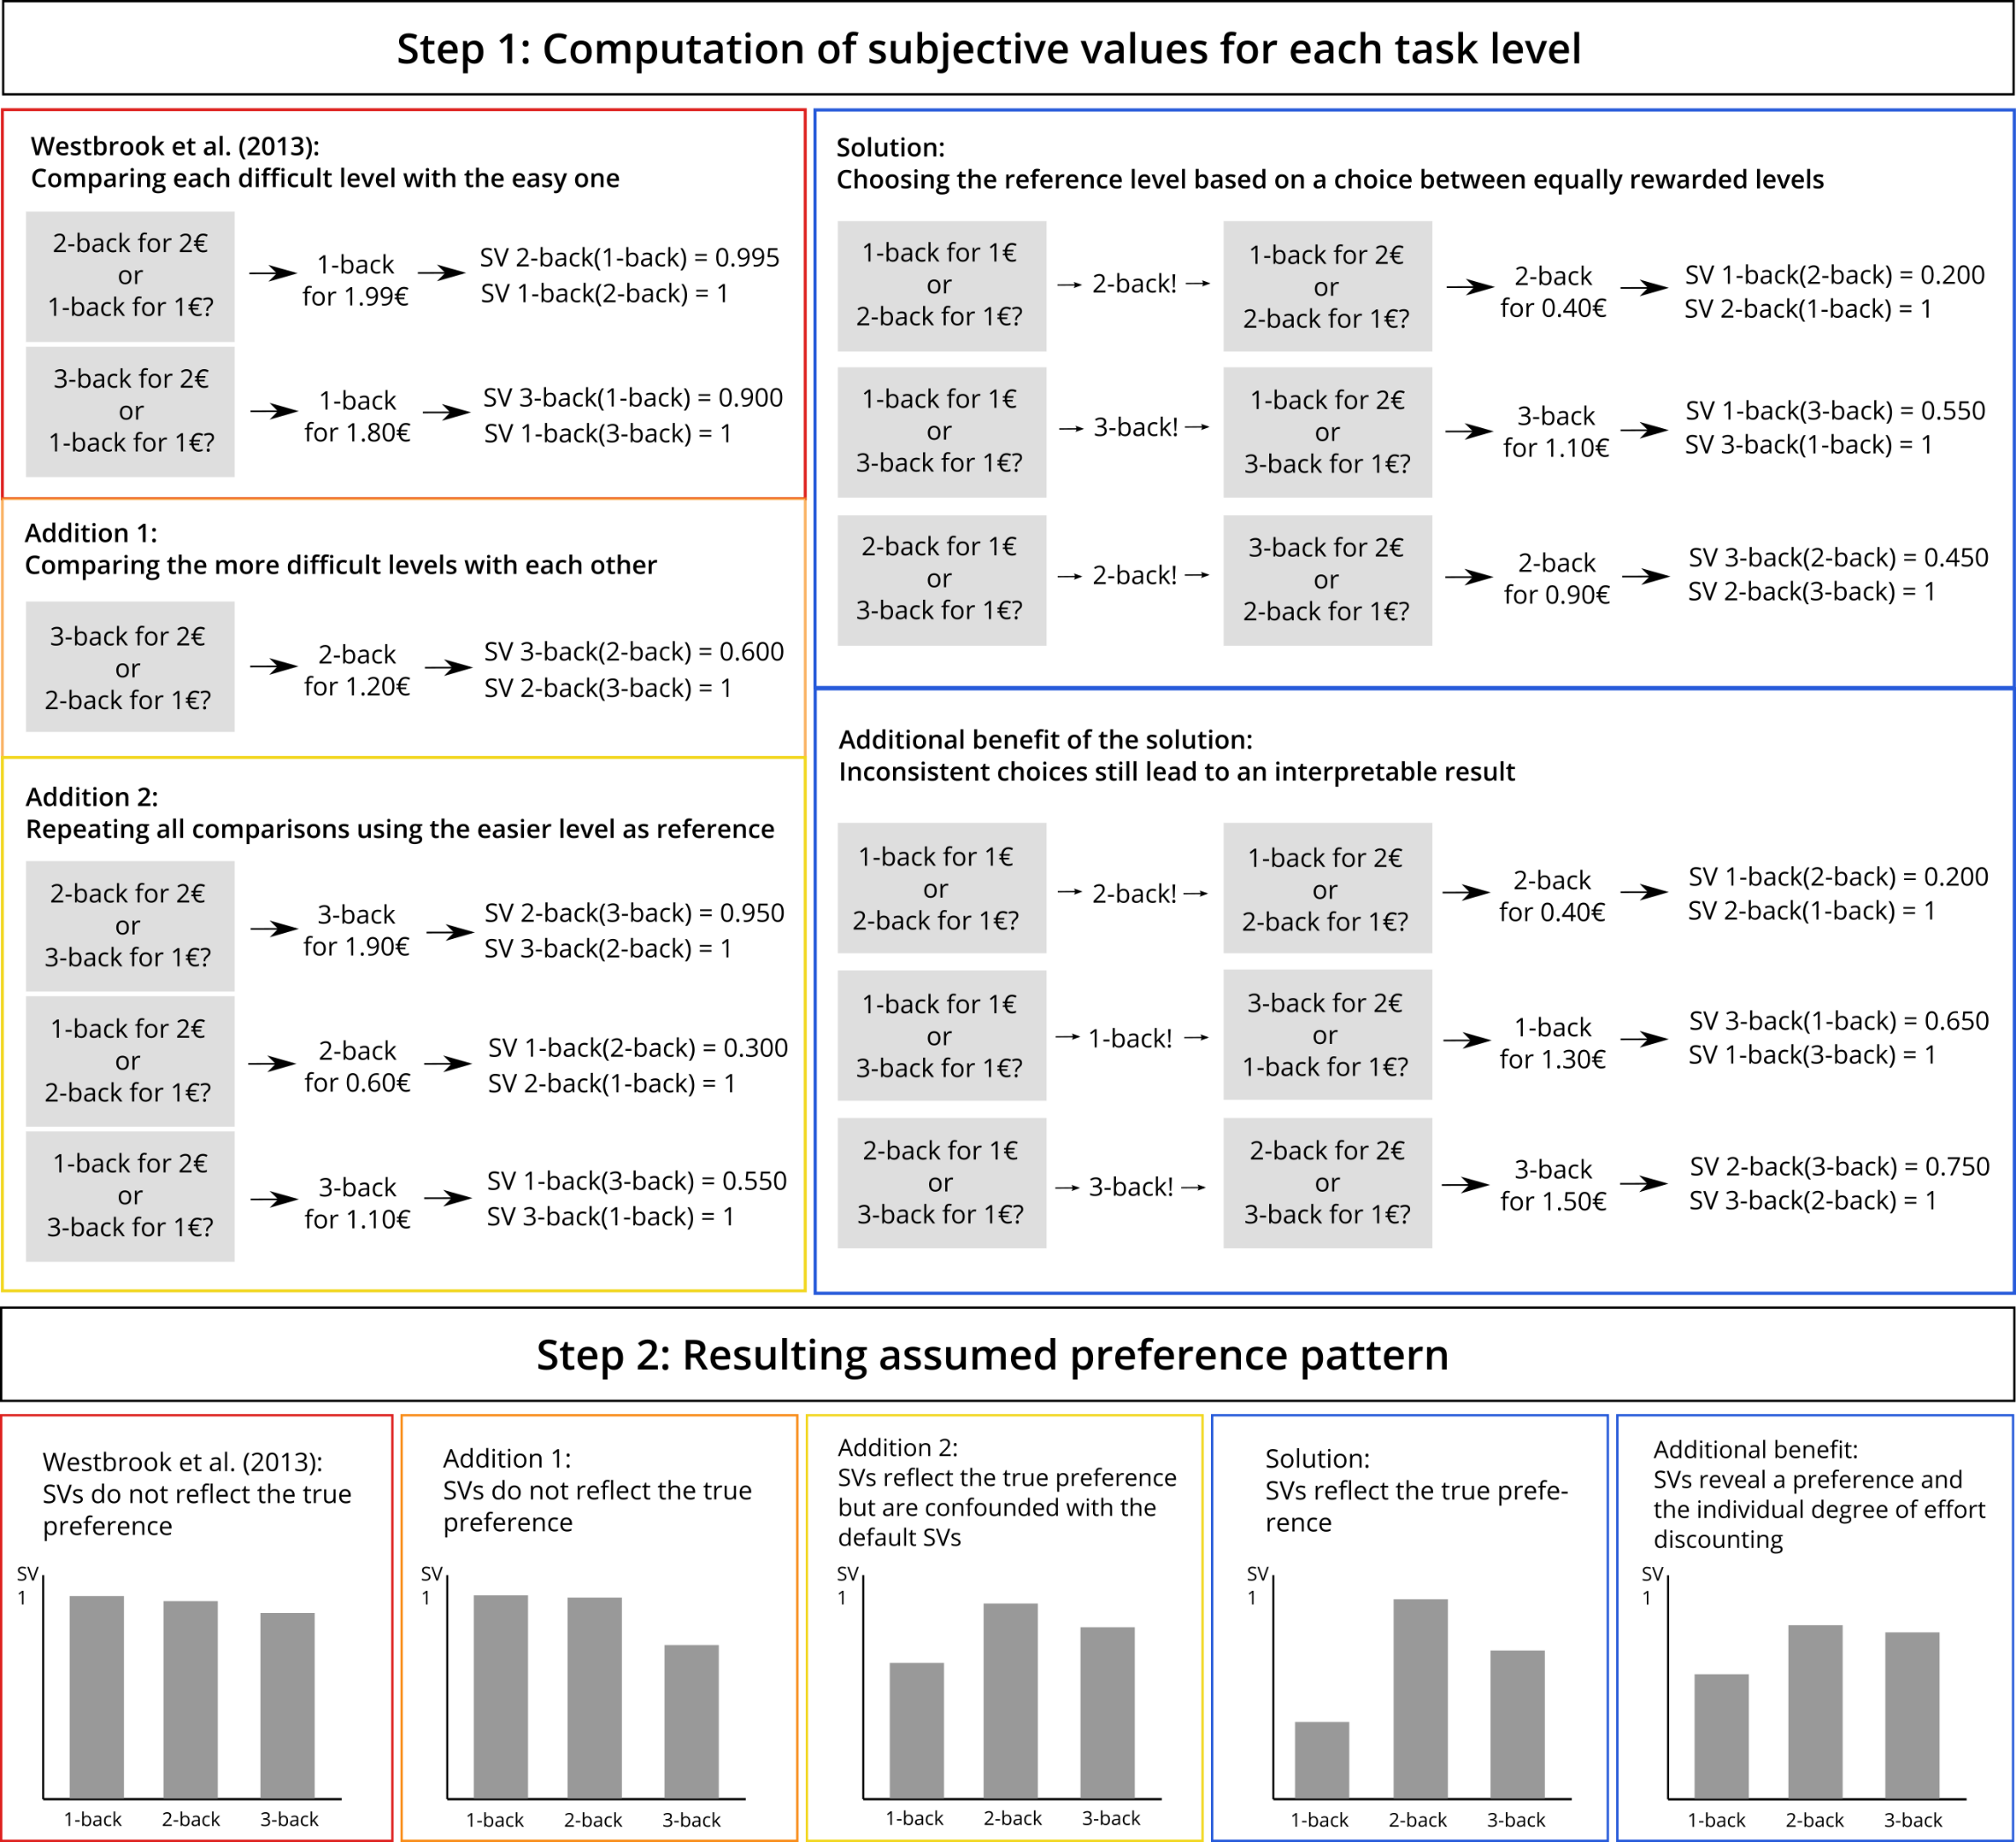 Step 1: Computation of subjective values for each task level
Westbrook et al. (2013):
Comparing each difficult level with the easy one
2-back for 2€
or
1-back for 1€?
1-back
for 1.99€
SV 2-back(1-back) = 0.995
SV 1-back(2-back) = 1
3-back for 2€
or
1-back for 1€?
1-back
for 1.80€
SV 3-back(1-back) = 0.900
SV 1-back(3-back) = 1
Addition 1:
Comparing the more difficult levels with each other
3-back for 2€
or
2-back for 1€?
2-back
for 1.20€
SV 3-back(2-back) = 0.600
SV 2-back(3-back) = 1
Addition 2:
Repeating all comparisons using the easier level as reference
2-back for 2€
or
3-back for 1€?
3-back
for 1.90€
SV 2-back(3-back) = 0.950
SV 3-back(2-back) = 1
1-back for 2€
or
2-back for 1€?
2-back
for 0.60€
SV 1-back(2-back) = 0.300
SV 2-back(1-back) = 1
1-back for 2€
or
3-back for 1€?
3-back
for 1.10€
SV 1-back(3-back) = 0.550
SV 3-back(1-back) = 1
Solution:
Choosing the reference level based on a choice between equally rewarded levels
1-back for 1€
or
2-back for 1€?
2-back!
1-back for 2€
or
2-back for 1€?
2-back
for 0.40€
SV 1-back(2-back) = 0.200
SV 2-back(1-back) = 1
1-back for 1€
or
3-back for 1€?
3-back!
1-back for 2€
or
3-back for 1€?
3-back
for 1.10€
SV 1-back(3-back) = 0.550
SV 3-back(1-back) = 1
2-back for 1€
or
3-back for 1€?
2-back!
3-back for 2€
or
2-back for 1€?
2-back
for 0.90€
SV 3-back(2-back) = 0.450
SV 2-back(3-back) = 1
Additional benefit of the solution:
Inconsistent choices still lead to an interpretable result
1-back for 1€
or
2-back for 1€?
2-back!
1-back for 2€
or
2-back for 1€?
2-back
for 0.40€
SV 1-back(2-back) = 0.200
SV 2-back(1-back) = 1
1-back for 1€
or
3-back for 1€?
1-back!
3-back for 2€
or
1-back for 1€?
1-back
for 1.30€
SV 3-back(1-back) = 0.650
SV 1-back(3-back) = 1
2-back for 1€
or
3-back for 1€?
3-back!
2-back for 2€
or
3-back for 1€?
3-back
for 1.50€
SV 2-back(3-back) = 0.750
SV 3-back(2-back) = 1
Step 2: Resulting assumed preference pattern
Westbrook et al. (2013):
SVs do not reflect the true
preference
SV
1
1-back
2-back
3-back
Addition 1:
SVs do not reflect the true
preference
SV
1
1-back
2-back
3-back
Addition 2:
SVs reflect the true preference
but are confounded with the
default SVs
SV
1
1-back
2-back
3-back
Solution:
SVs reflect the true prefe-
rence
SV
1
1-back
2-back
3-back
Additional benefit:
SVs reveal a preference and
the individual degree of effort
discounting
SV
1
1-back
2-back
3-back